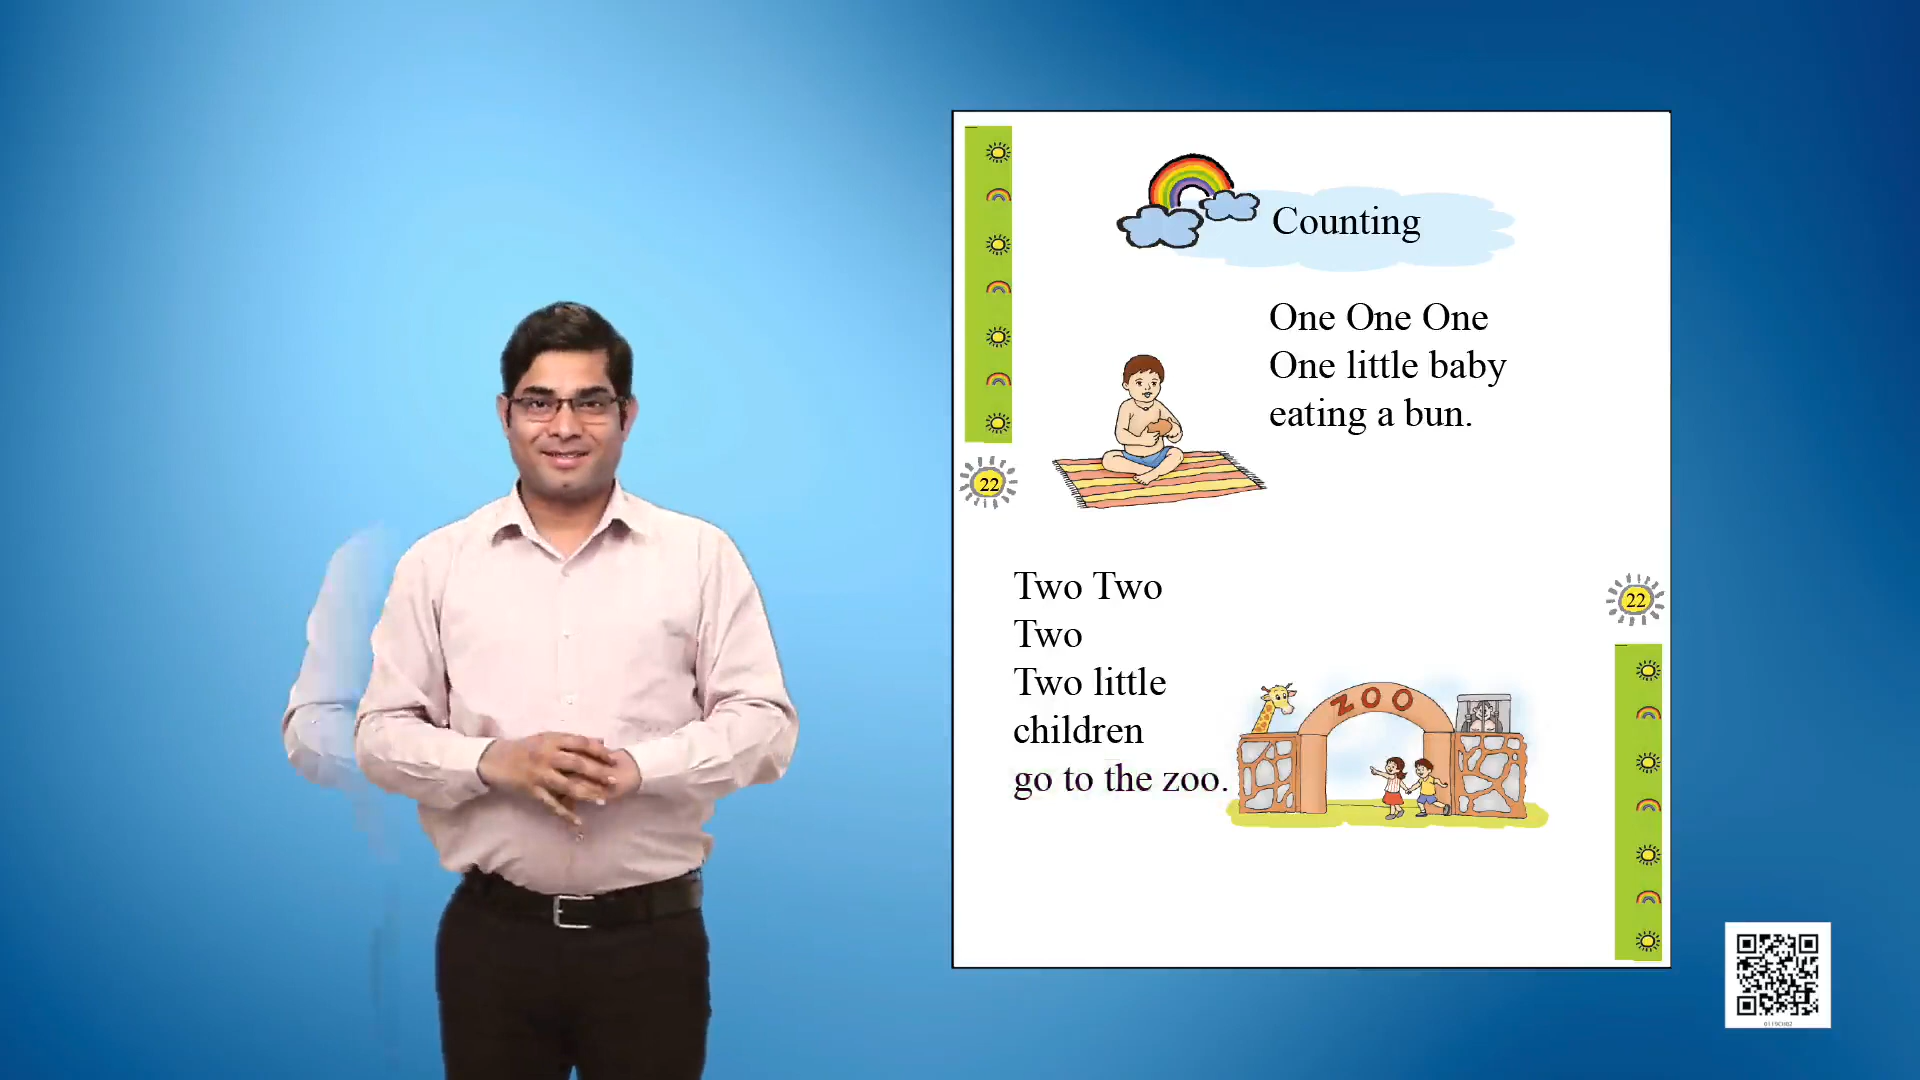 Counting
One One One
One little baby
eating a bun.
22
Two Two
Two
Two little
children
go to the zoo.
22
ZOO